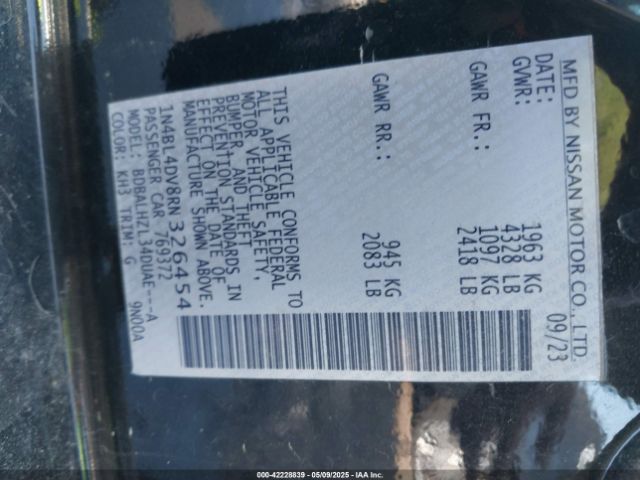 MFD BY NISSAN MOTOR CO., LTD.
DATE: 09/23
GVWR: 1963 KG
4328 LB
GAWR FR.: 1097 KG
2418 LB
GAWR RR.: 945 KG
2083 LB
THIS VEHICLE CONFORMS TO
ALL APPLICABLE FEDERAL
MOTOR VEHICLE SAFETY,
BUMPER, AND THEFT
PREVENTION STANDARDS IN
EFFECT ON THE DATE OF
MANUFACTURE SHOWN ABOVE.
1N4BL4DV8RN326454
PASSENGER CAR 769372
MODEL: BDBALHZL34DUAE---A
COLOR: KH3 TRIM: G 9N00A
000-42228839 - 05/09/2025 - IAA Inc.